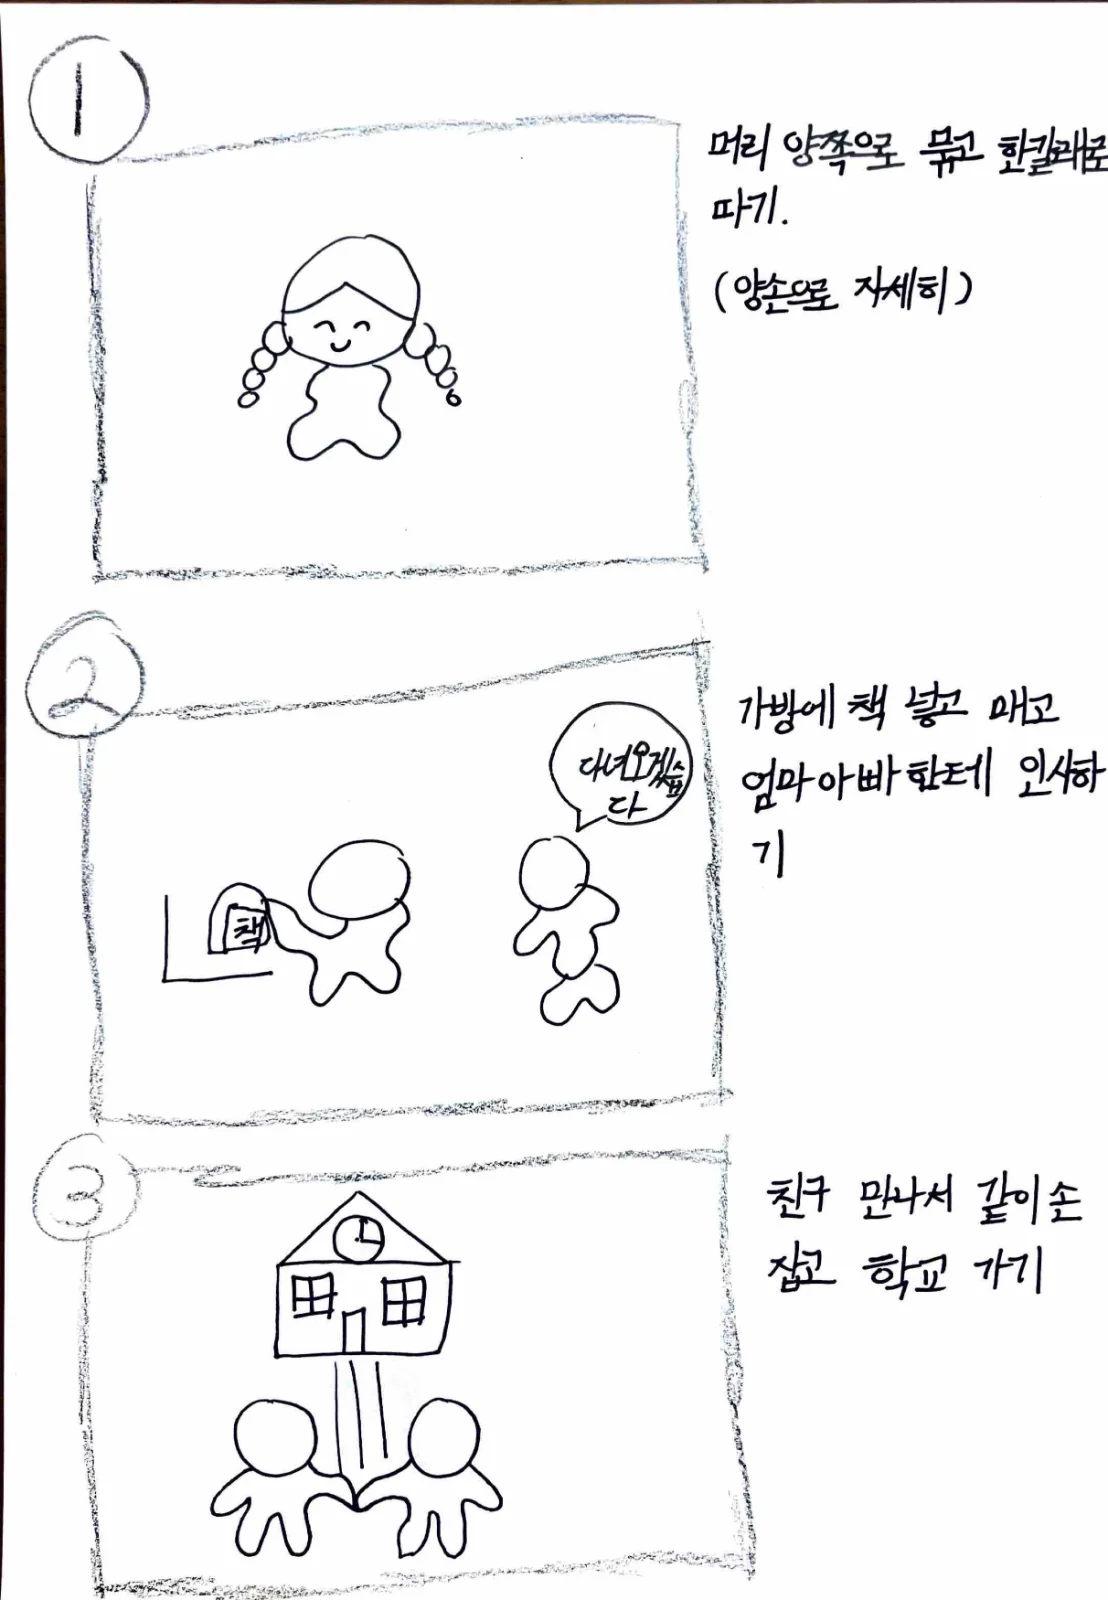 1
머리 양쪽으로 묶고 한갈래로
따기.
(양손으로 자세히)
2
가방에 책 넣고 매고
엄마아빠한테 인사하
기
다녀오겠습
다
책
3
친구 만나서 같이손
잡고 학교 가기